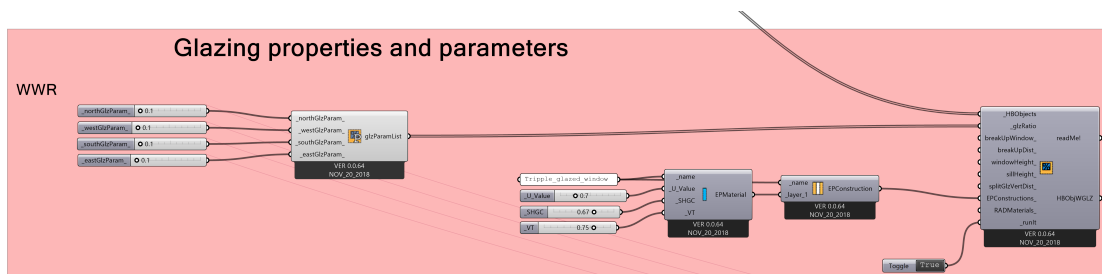 Glazing properties and parameters
WWR
_northGlzParam_ 0.1
_westGlzParam_ 0.1
_southGlzParam_ 0.1
_eastGlzParam_ 0.1
_northGlzParam_
_westGlzParam_
_southGlzParam_
_eastGlzParam_
glzParamList
VER 0.0.64
NOV_20_2018
Tripple_glazed_window
_U_Value 0.7
_SHGC 0.67
_VT 0.75
_name
_U_Value
_SHGC
_VT
EPMaterial
VER 0.0.64
NOV_20_2018
_name
_layer_1
EPConstruction
VER 0.0.64
NOV_20_2018
_HBObjects
_glzRatio
breakUpWindow_
breakUpDist_
windowHeight_
sillHeight_
splitGlzVertDist_
EPConstructions_
RADMaterials_
_runIt
readMe!
HBObjWGLZ
VER 0.0.64
NOV_20_2018
Toggle True